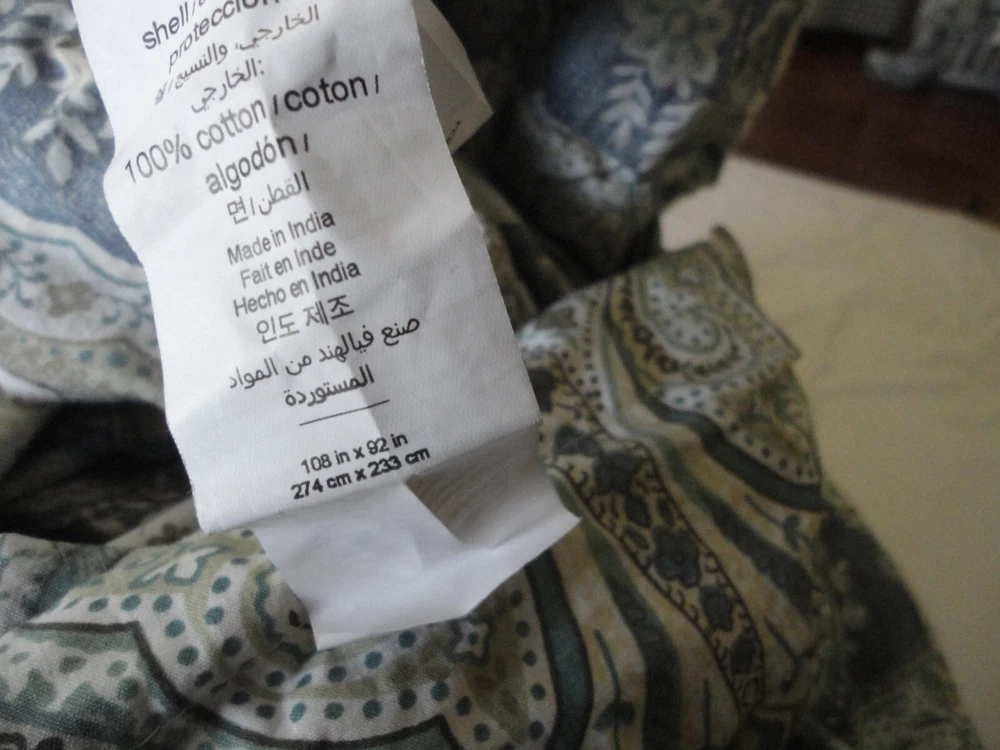 shell/
protección
الخارجي، والنسيج/
الخارجي:
100% cotton / coton /
algodón /
면/القطن
Made in India
Fait en Inde
Hecho en India
인도 제조
صنع فيالهند من المواد
المستوردة
108 in x 92 in
274 cm x 233 cm